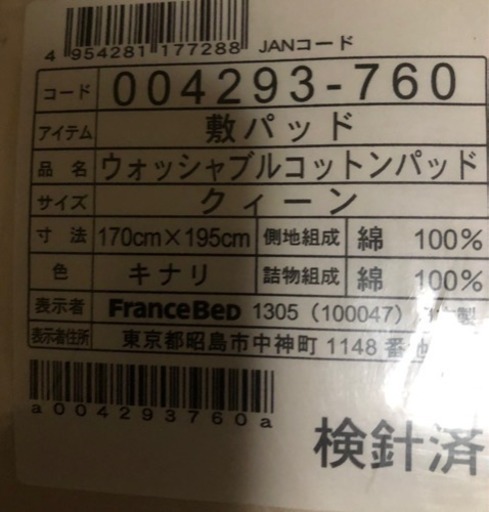 4 954281 177288 JANコード
コード 004293-760
アイテム 敷パッド
品名 ウォッシャブルコットンパッド
サイズ クィーン
寸法 170cm×195cm 側地組成 綿 100%
色 キナリ 詰物組成 綿 100%
表示者 FRANCEBED 1305 (100047) 製
表示者住所 東京都昭島市中神町 1148 番地
a004293760a
検針済